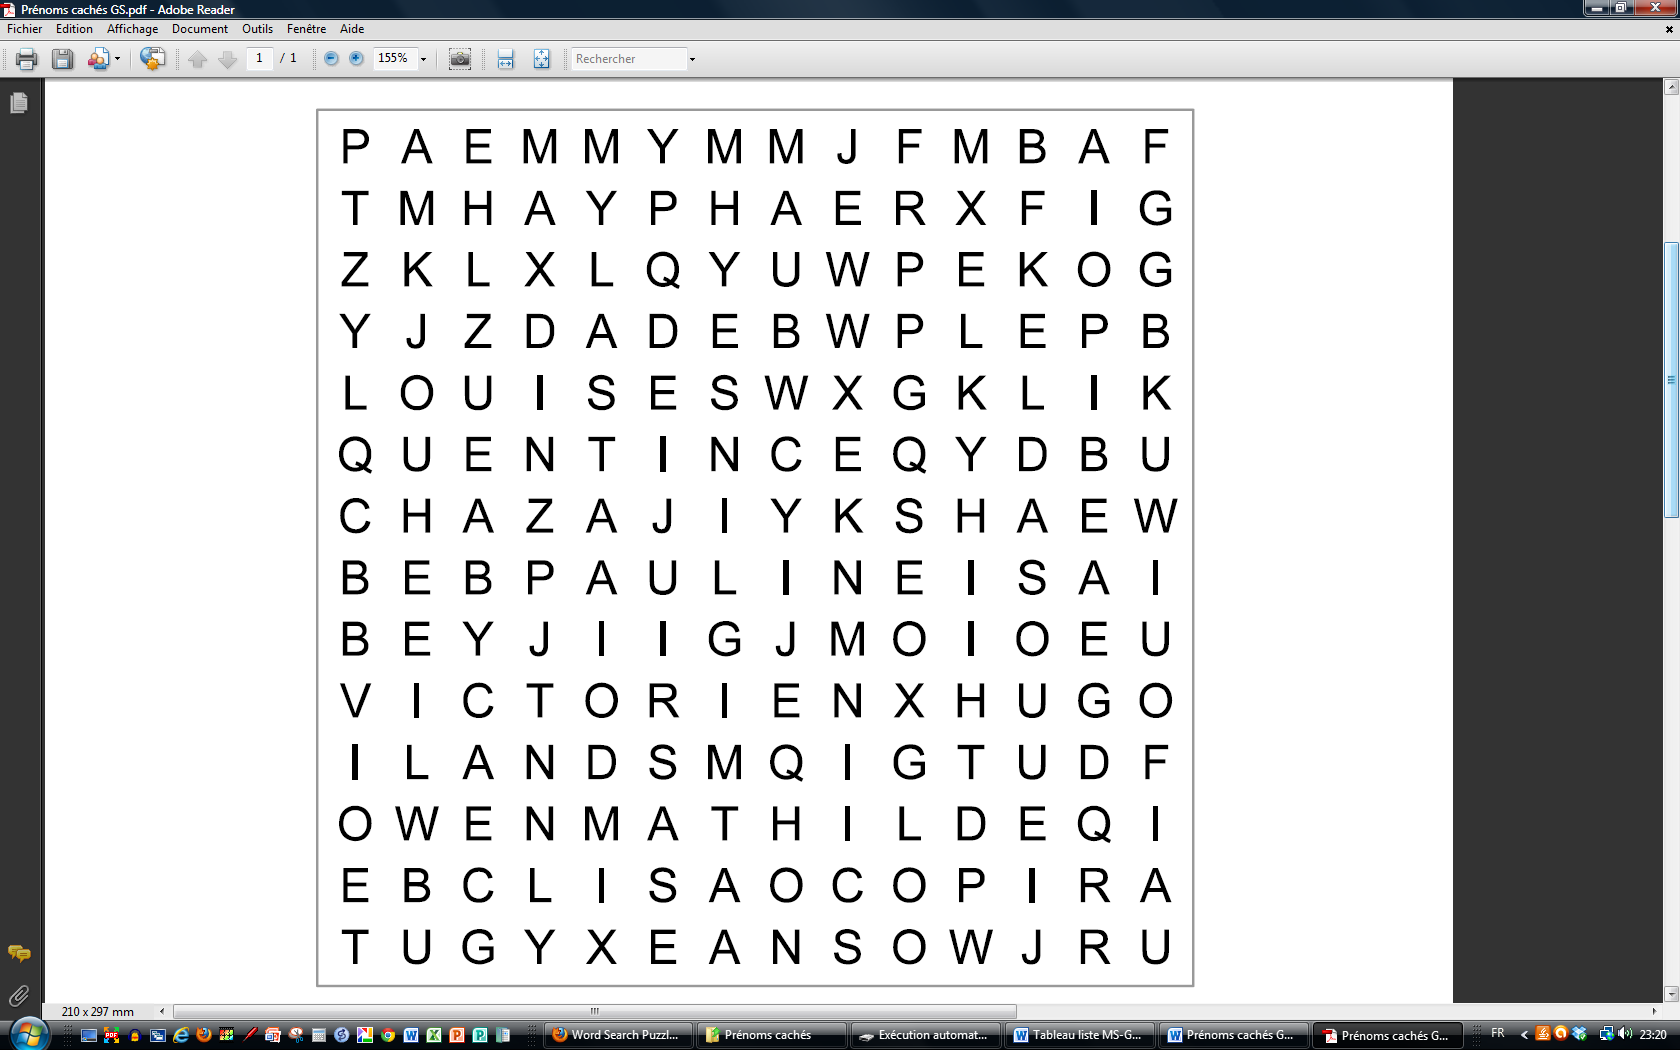 Prénoms cachés GS.pdf - Adobe Reader
Fichier Edition Affichage Document Outils Fenêtre Aide
1 / 1 155% Rechercher
P A E M M Y M M J F M B A F
T M H A Y P H A E R X F I G
Z K L X L Q Y U W P E K O G
Y J Z D A D E B W P L E P B
L O U I S E S W X G K L I K
Q U E N T I N C E Q Y D B U
C H A Z A J I Y K S H A E W
B E B P A U L I N E I S A I
B E Y J I I G J M O I O E U
V I C T O R I E N X H U G O
I L A N D S M Q I G T U D F
O W E N M A T H I L D E Q I
E B C L I S A O C O P I R A
T U G Y X E A N S O W J R U
210 x 297 mm
Word Search Puzzl... Prénoms cachés Exécution automat... Tableau liste MS-G... Prénoms cachés G... Prénoms cachés G... FR 23:20